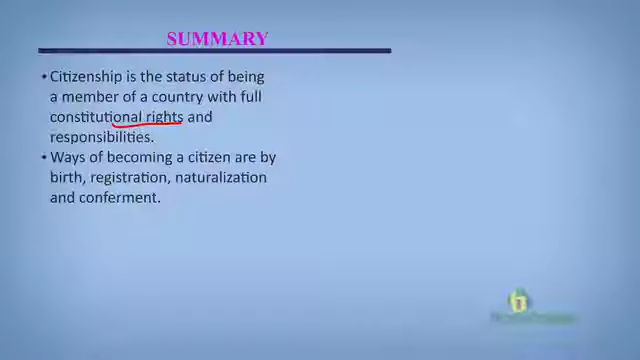 SUMMARY
• Citizenship is the status of being
a member of a country with full
constitutional rights and
responsibilities.
• Ways of becoming a citizen are by
birth, registration, naturalization
and conferment.